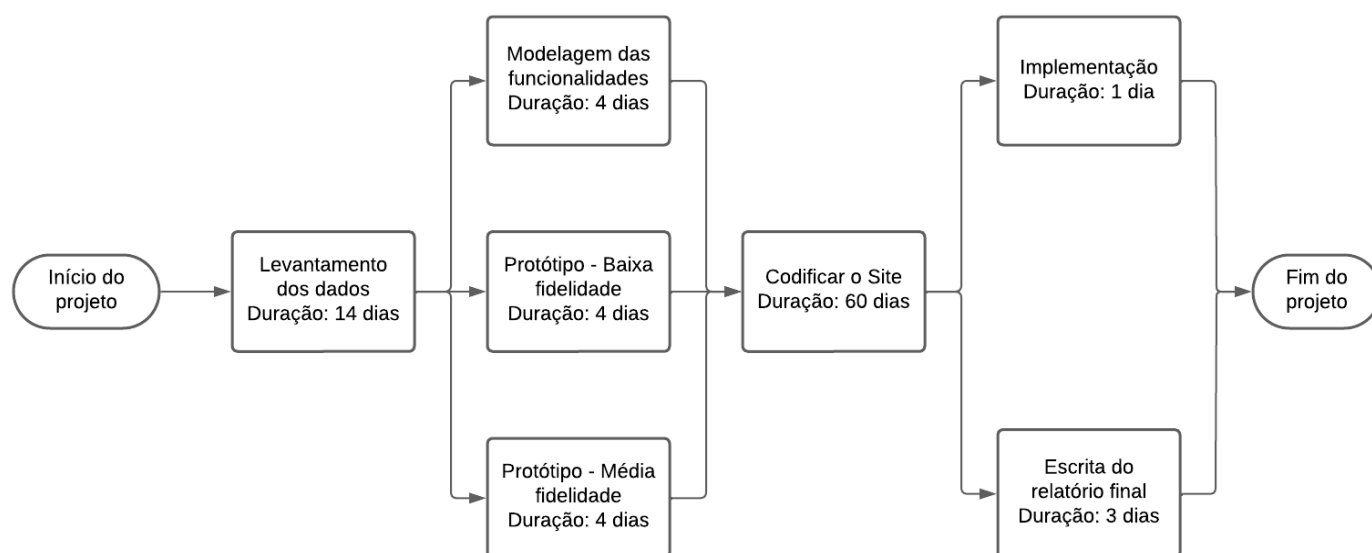 Início do
projeto
Levantamento
dos dados
Duração: 14 dias
Modelagem das
funcionalidades
Duração: 4 dias
Protótipo - Baixa
fidelidade
Duração: 4 dias
Protótipo - Média
fidelidade
Duração: 4 dias
Codificar o Site
Duração: 60 dias
Implementação
Duração: 1 dia
Escrita do
relatório final
Duração: 3 dias
Fim do
projeto